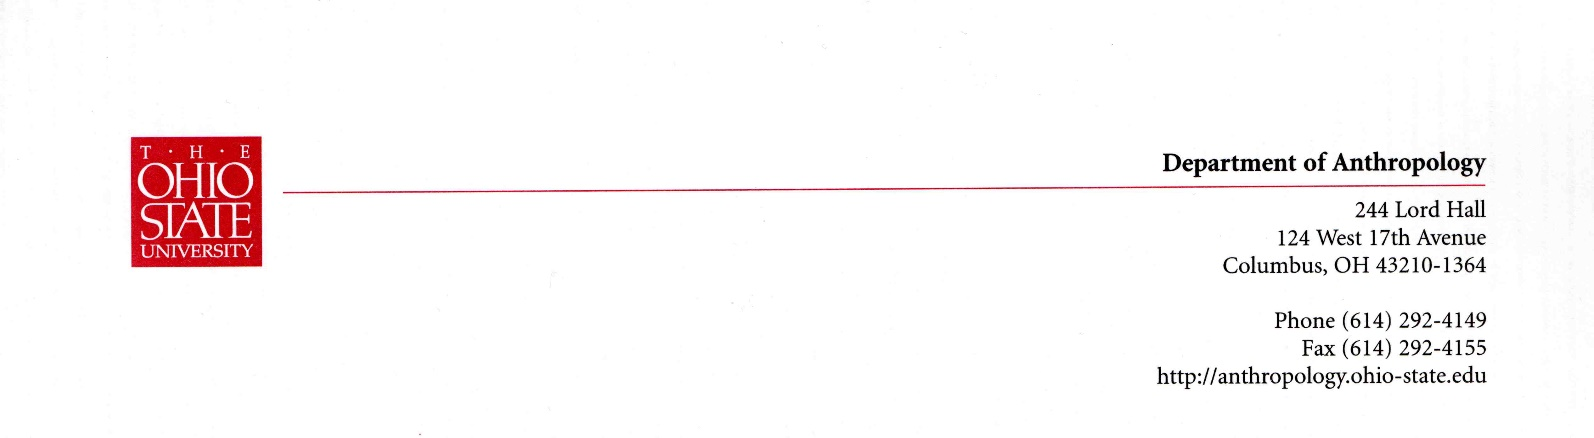 T · H · E
OHIO
STATE
UNIVERSITY
Department of Anthropology
244 Lord Hall
124 West 17th Avenue
Columbus, OH 43210-1364
Phone (614) 292-4149
Fax (614) 292-4155
http://anthropology.ohio-state.edu